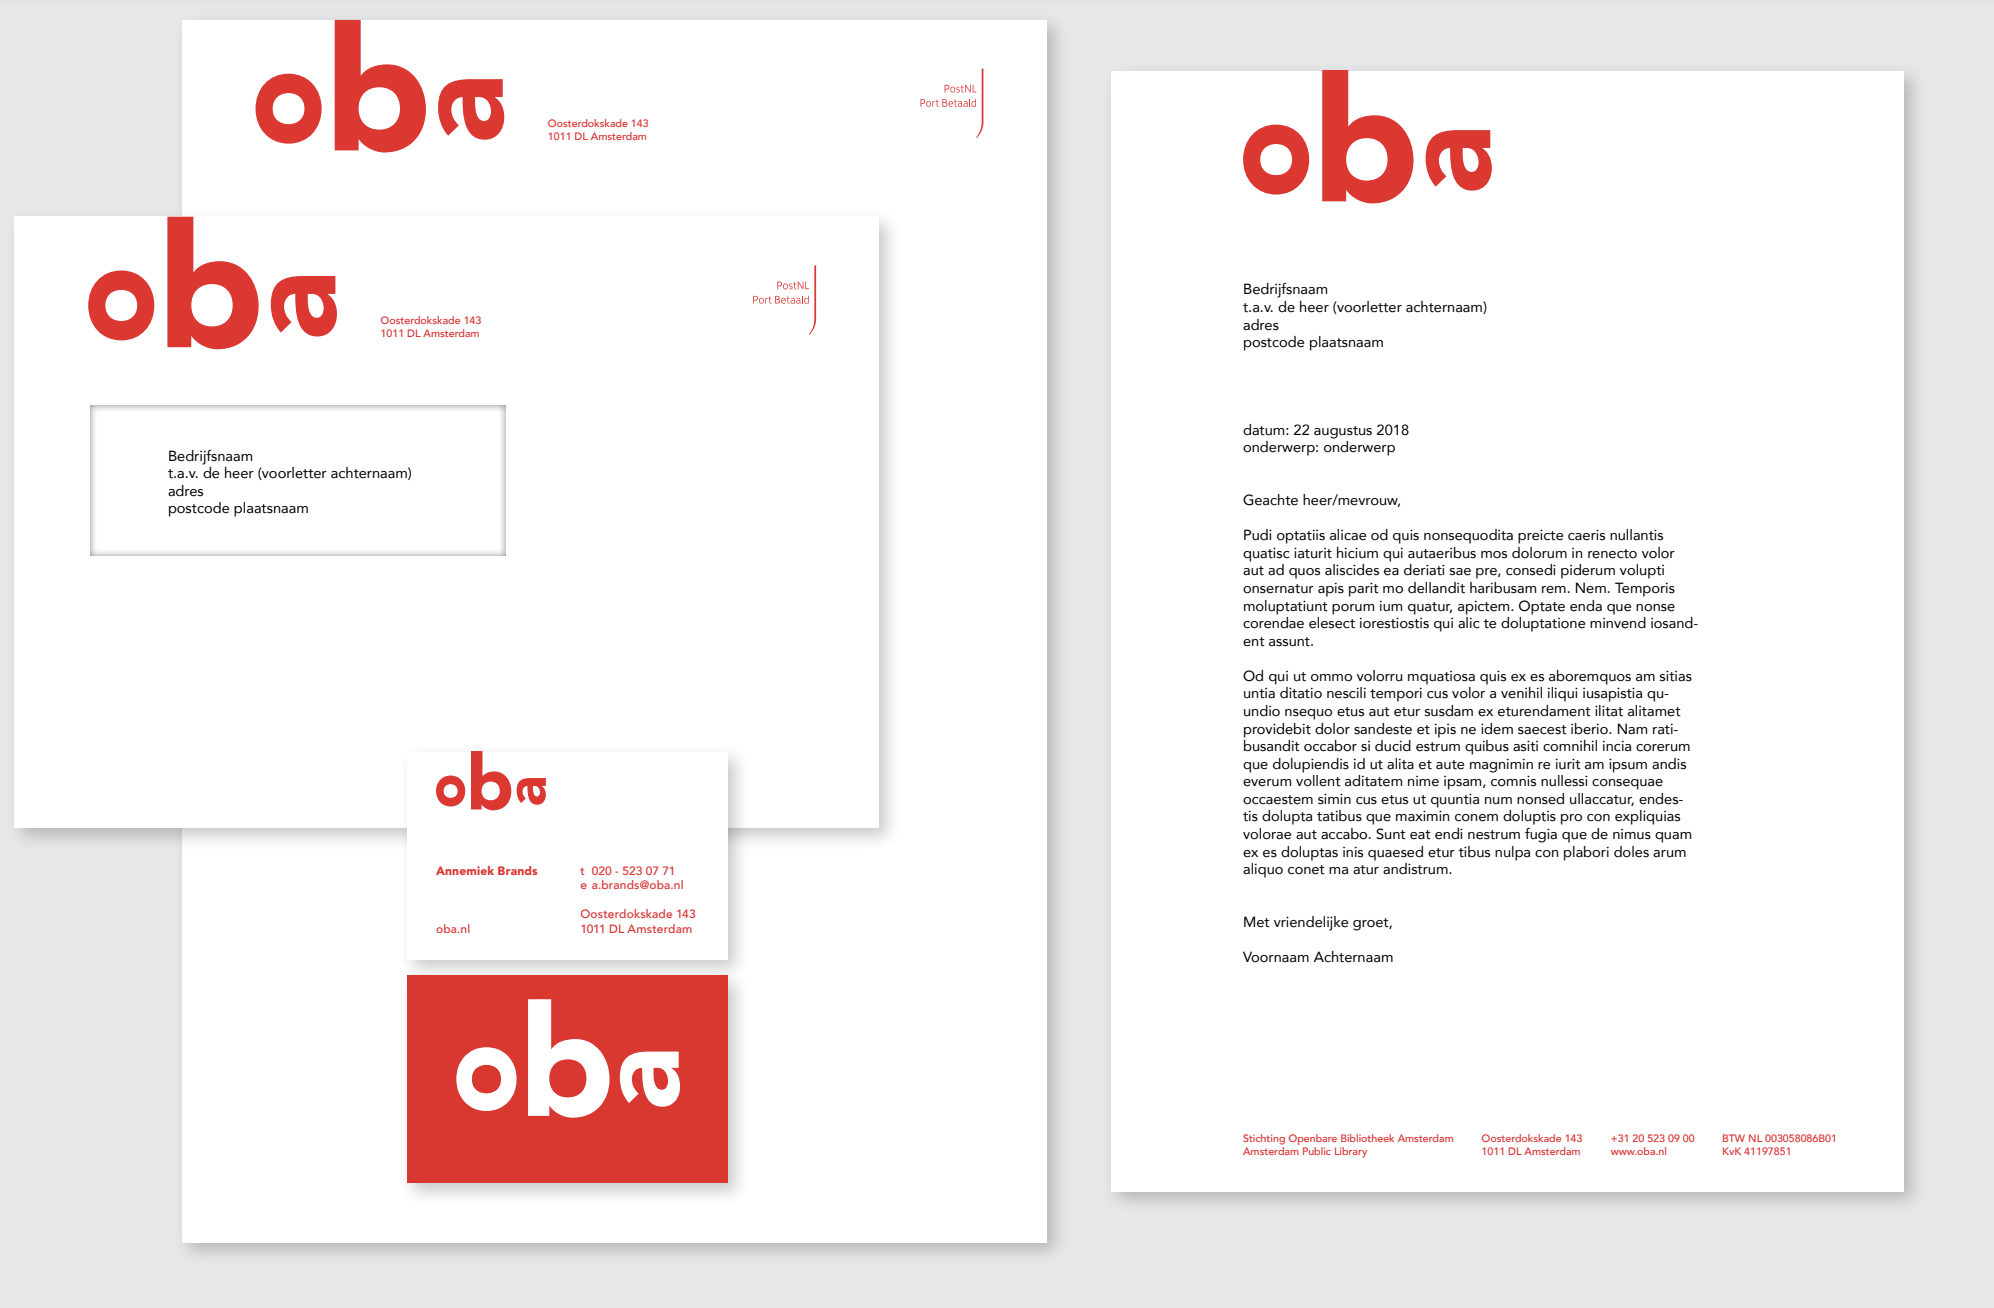 oba
Oosterdokskade 143
1011 DL Amsterdam
PostNL
Port Betaald
oba
Oosterdokskade 143
1011 DL Amsterdam
PostNL
Port Betaald
Bedrijfsnaam
t.a.v. de heer (voorletter achternaam)
adres
postcode plaatsnaam
oba
Annemiek Brands
t 020 - 523 07 71
e a.brands@oba.nl
Oosterdokskade 143
oba.nl
1011 DL Amsterdam
oba
oba
Bedrijfsnaam
t.a.v. de heer (voorletter achternaam)
adres
postcode plaatsnaam
datum: 22 augustus 2018
onderwerp: onderwerp
Geachte heer/mevrouw,
Pudi optatiis alicae od quis nonsequodita preicte caeris nullantis
quatisc iaturit hicium qui autaeribus mos dolorum in renecto volor
aut ad quos aliscides ea deriati sae pre, consedi piderum volupti
onsernatur apis parit mo dellandit haribusam rem. Nem. Temporis
moluptatiunt porum ium quatur, apictem. Optate enda que nonse
corendae elesect iorestiostis qui alic te doluptatione minvend iosand-
ent assunt.
Od qui ut ommo volorru mquatiosa quis ex es aboremquos am sitias
untia ditatio nescili tempori cus volor a venihil iliqui iusapistia qu-
undio nsequo etus aut etur susdam ex eturendament ilitat alitamet
providebit dolor sandeste et ipis ne idem saecest iberio. Nam rati-
busandit occabor si ducid estrum quibus asiti comnihil incia corerum
que dolupiendis id ut alita et aute magnimin re iurit am ipsum andis
everum vollent aditatem nime ipsam, comnis nullessi consequae
occaestem simin cus etus ut quuntia num nonsed ullaccatur, endes-
tis dolupta tatibus que maximin conem doluptis pro con expliquias
volorae aut accabo. Sunt eat endi nestrum fugia que de nimus quam
ex es doluptas inis quaesed etur tibus nulpa con plabori doles arum
aliquo conet ma atur andistrum.
Met vriendelijke groet,
Voornaam Achternaam
Stichting Openbare Bibliotheek Amsterdam
Amsterdam Public Library
Oosterdokskade 143
1011 DL Amsterdam
+31 20 523 09 00
www.oba.nl
BTW NL 003058086B01
KvK 41197851